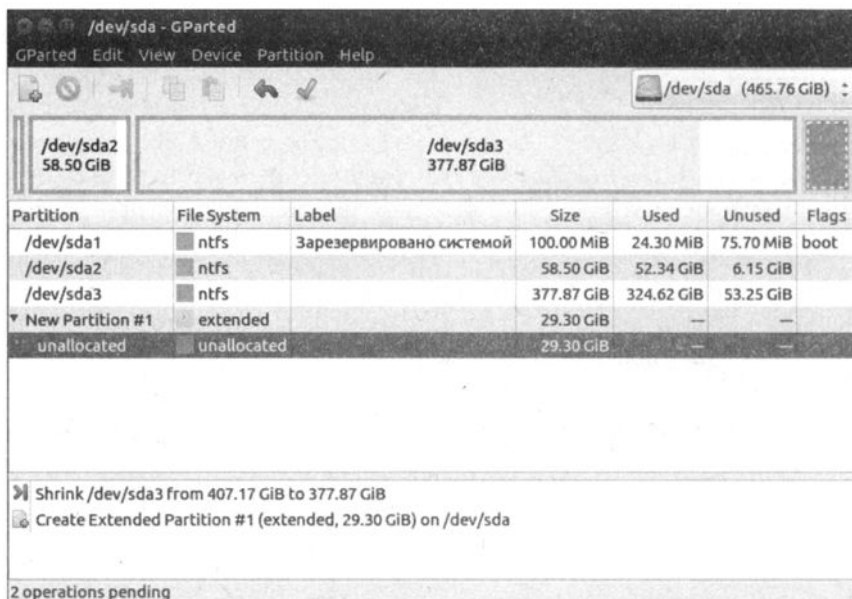 /dev/sda - GParted
GParted Edit View Device Partition Help
/dev/sda (465.76 GiB)
/dev/sda2
58.50 GiB
/dev/sda3
377.87 GiB
Partition File System Label Size Used Unused Flags
/dev/sda1 ntfs Зарезервировано системой 100.00 MiB 24.30 MiB 75.70 MiB boot
/dev/sda2 ntfs 58.50 GiB 52.34 GiB 6.15 GiB
/dev/sda3 ntfs 377.87 GiB 324.62 GiB 53.25 GiB
New Partition #1 extended 29.30 GiB — —
unallocated unallocated 29.30 GiB — —
Shrink /dev/sda3 from 407.17 GiB to 377.87 GiB
Create Extended Partition #1 (extended, 29.30 GiB) on /dev/sda
2 operations pending